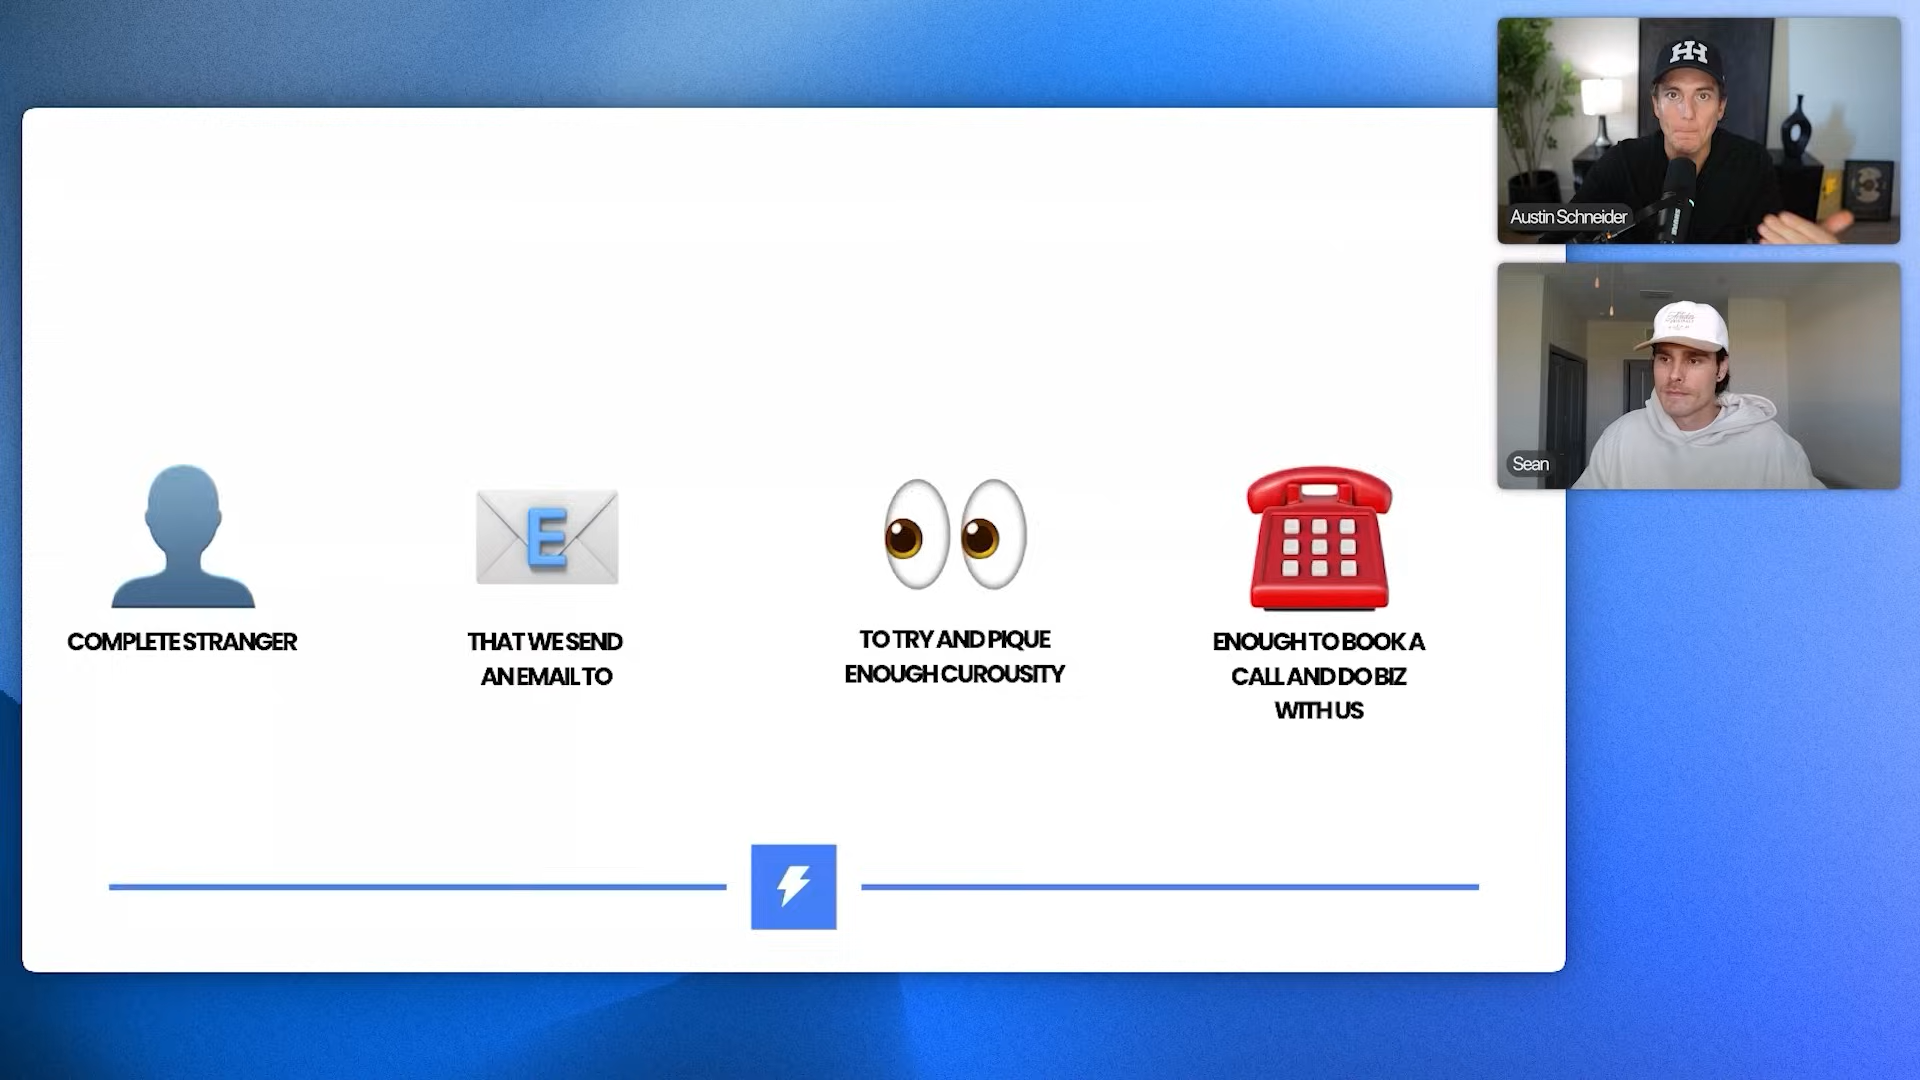 COMPLETE STRANGER
THAT WE SEND
AN EMAIL TO
TO TRY AND PIQUE
ENOUGH CUROUSITY
ENOUGH TO BOOK A
CALL AND DO BIZ
WITH US
E
Austin Schneider
Sean